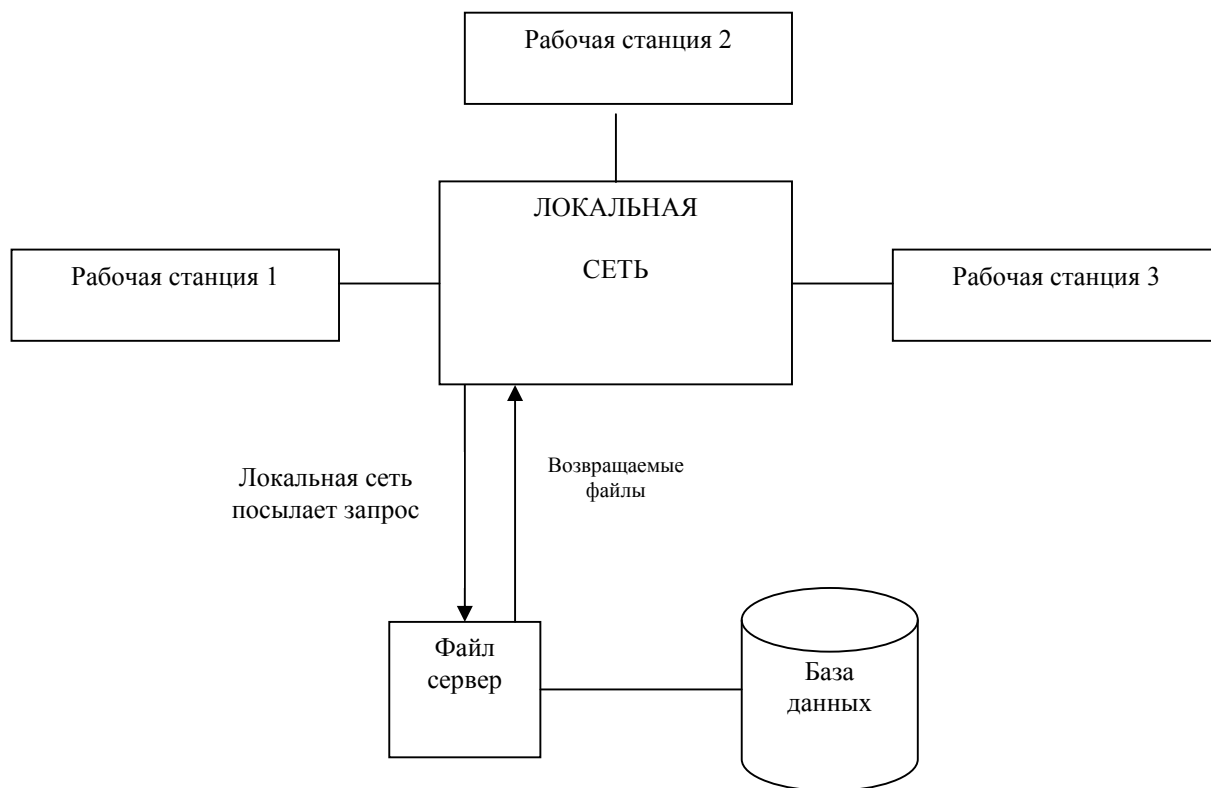 Рабочая станция 2
ЛОКАЛЬНАЯ
СЕТЬ
Рабочая станция 1
Рабочая станция 3
Локальная сеть
посылает запрос
Возвращаемые
файлы
Файл
сервер
База
данных